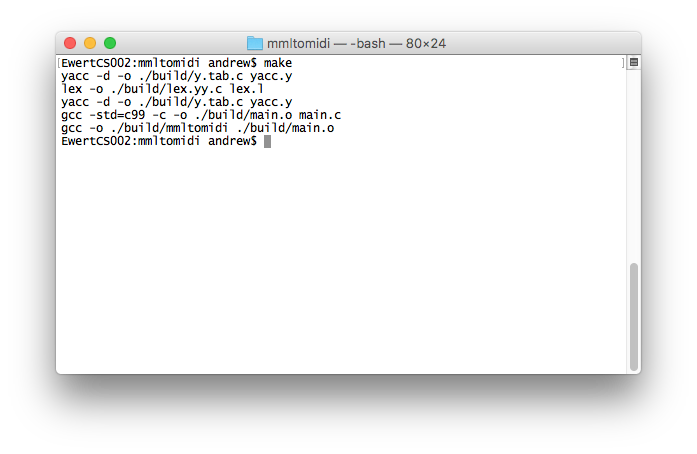 mmltomidi — -bash — 80×24
[EwertCS002:mmltomidi andrew$ make ]
yacc -d -o ./build/y.tab.c yacc.y
lex -o ./build/lex.yy.c lex.l
yacc -d -o ./build/y.tab.c yacc.y
gcc -std=c99 -c -o ./build/main.o main.c
gcc -o ./build/mmltomidi ./build/main.o
EwertCS002:mmltomidi andrew$